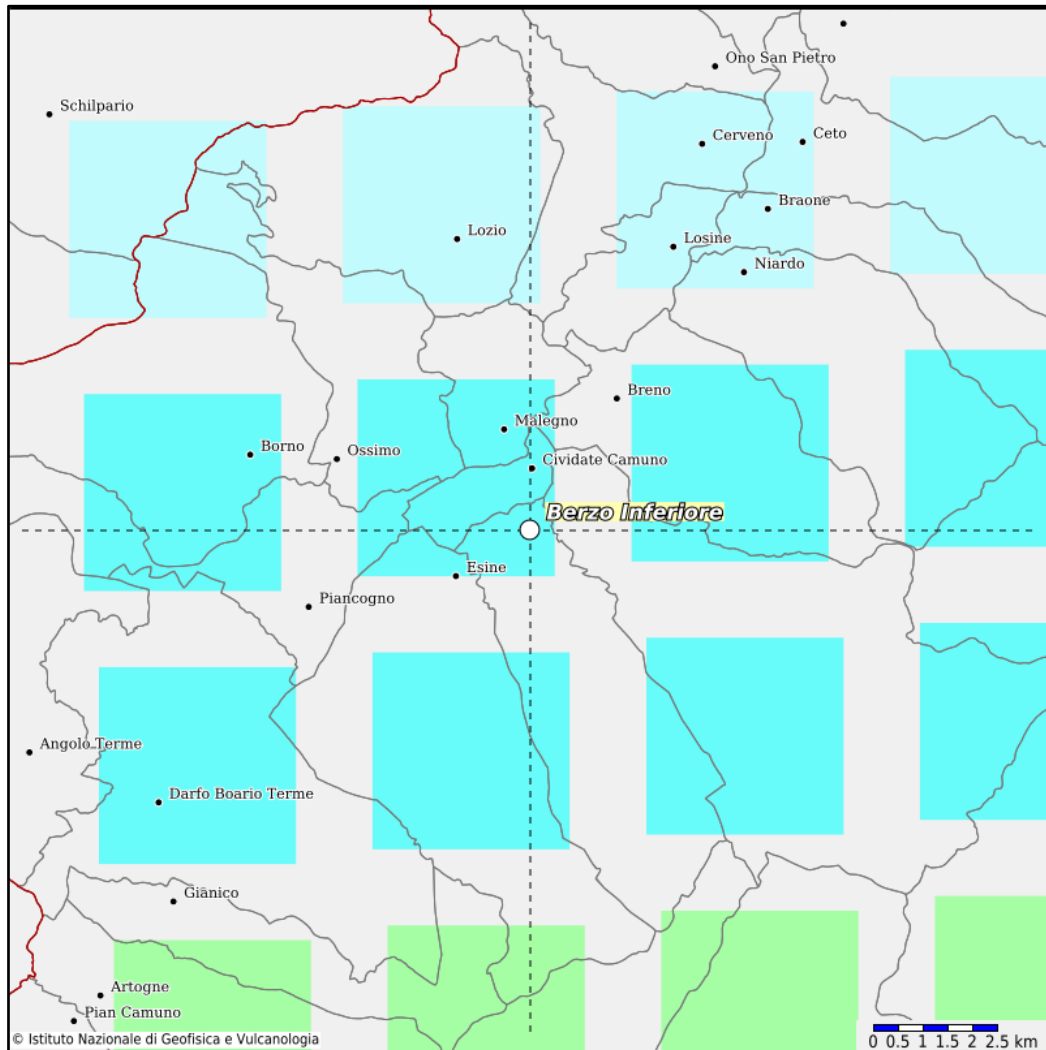 Ono San Pietro
Schilpario
Cerveno
Ceto
Braone
Lozio
Losine
Niardo
Breno
Malegno
Borno
Ossimo
Cividate Camuno
Berzo Inferiore
Esine
Piancogno
Angolo Terme
Darfo Boario Terme
Gianico
Artogne
Pian Camuno
© Istituto Nazionale di Geofisica e Vulcanologia
0 0.5 1 1.5 2 2.5 km